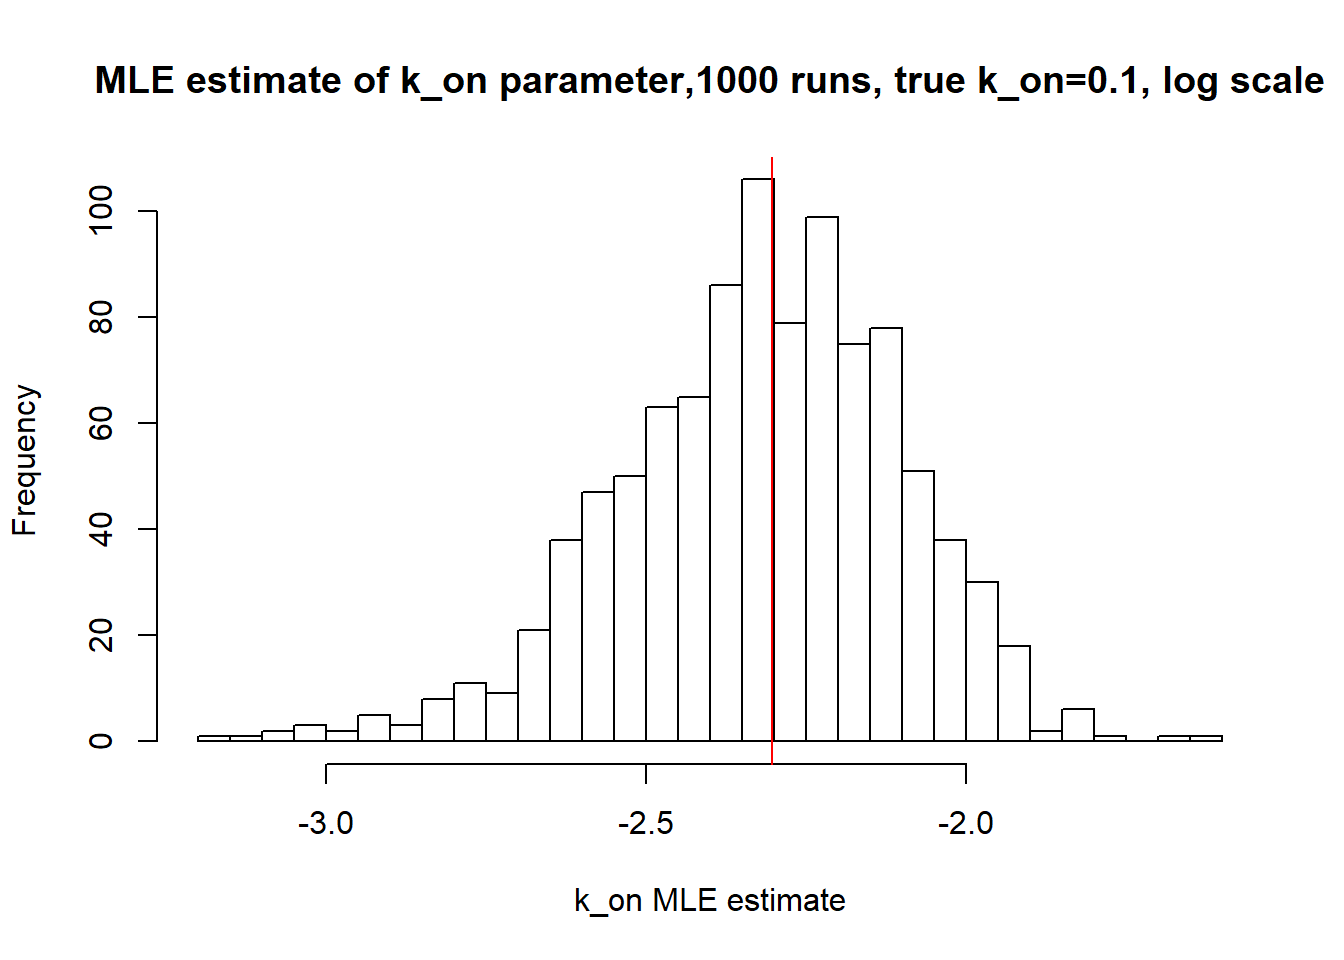 MLE estimate of k_on parameter,1000 runs, true k_on=0.1, log scale
100
80
60
40
20
0
Frequency
-3.0 -2.5 -2.0
k_on MLE estimate